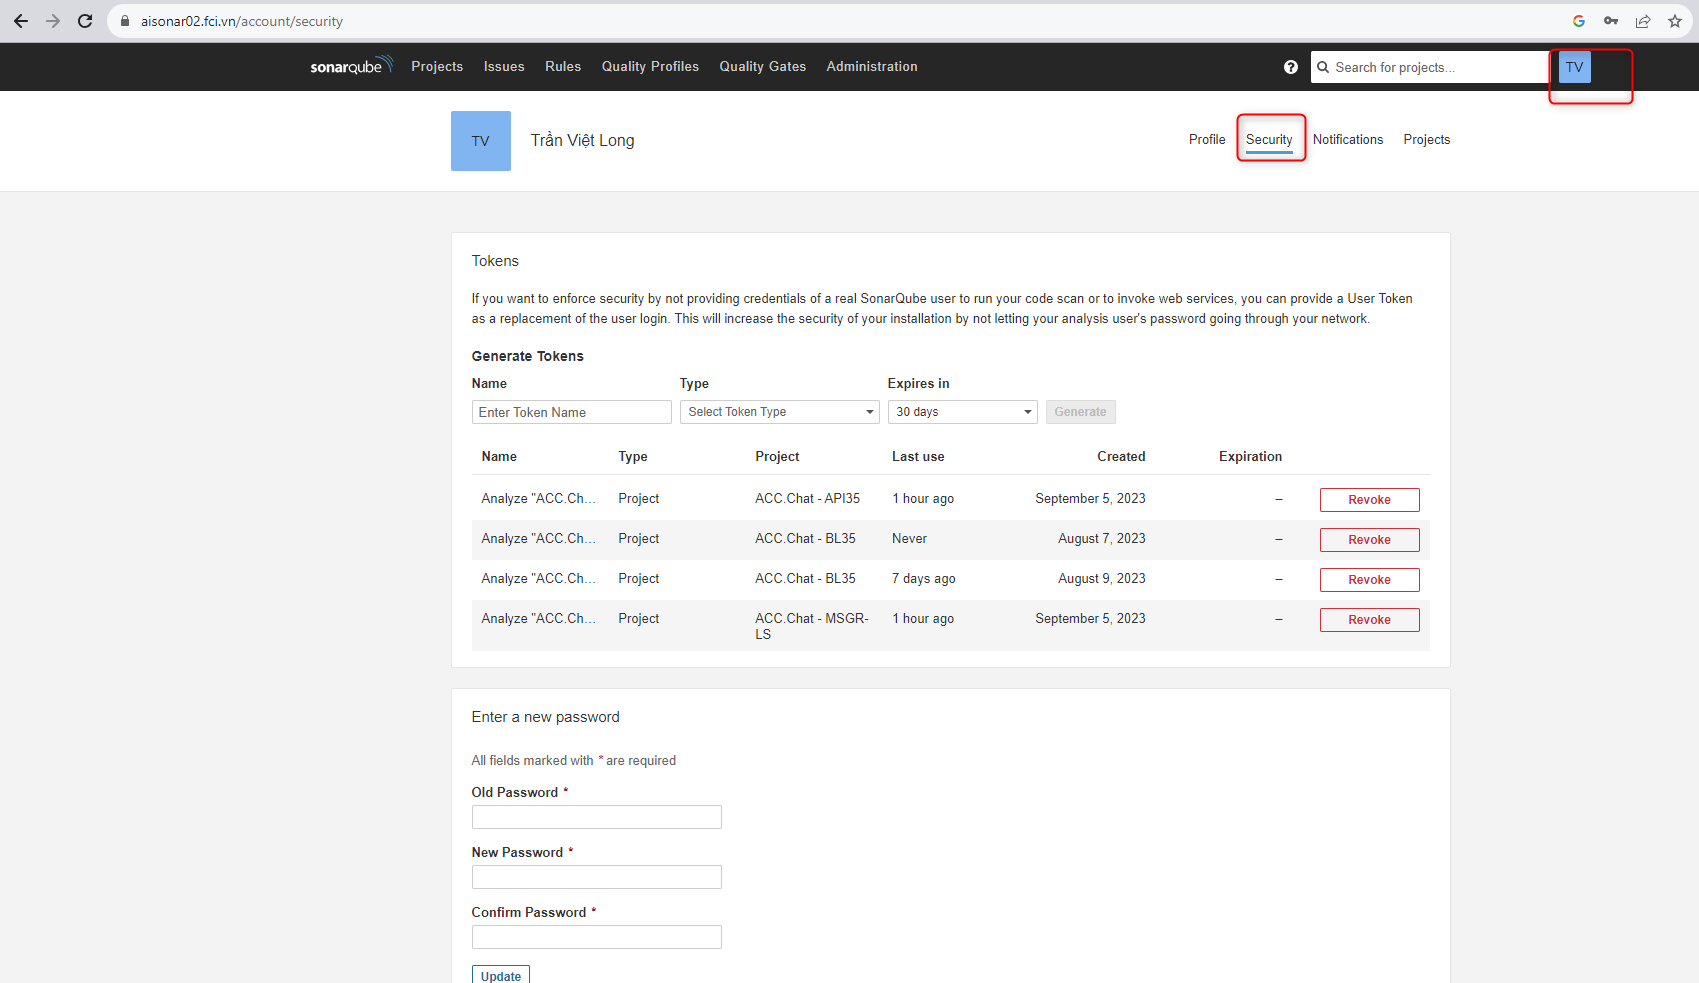 aisonar02.fci.vn/account/security
sonarqube Projects Issues Rules Quality Profiles Quality Gates Administration ? Search for projects... TV
TV Trần Việt Long Profile Security Notifications Projects
Tokens
If you want to enforce security by not providing credentials of a real SonarQube user to run your code scan or to invoke web services, you can provide a User Token
as a replacement of the user login. This will increase the security of your installation by not letting your analysis user's password going through your network.
Generate Tokens
Name Type Expires in
Enter Token Name Select Token Type 30 days Generate
Name Type Project Last use Created Expiration
Analyze "ACC.Ch... Project ACC.Chat - API35 1 hour ago September 5, 2023 – Revoke
Analyze "ACC.Ch... Project ACC.Chat - BL35 Never August 7, 2023 – Revoke
Analyze "ACC.Ch... Project ACC.Chat - BL35 7 days ago August 9, 2023 – Revoke
Analyze "ACC.Ch... Project ACC.Chat - MSGR- 1 hour ago September 5, 2023 – Revoke
LS
Enter a new password
All fields marked with * are required
Old Password *
New Password *
Confirm Password *
Update